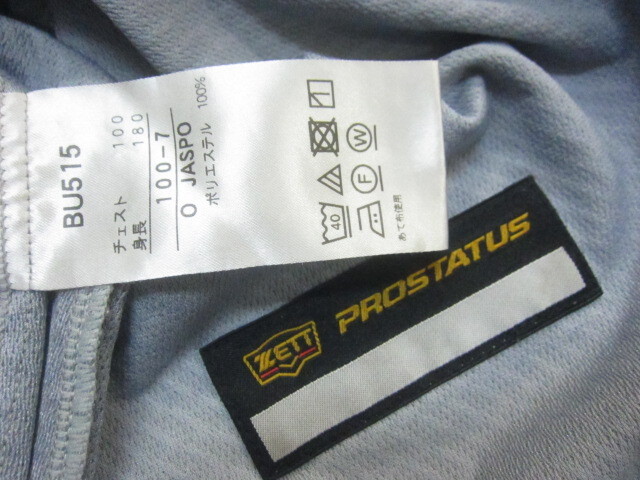 BU515
チェスト 100
身長 180
100-7
O JASPO
ポリエステル 100%
40
1
F
W
あて布使用
ZETT PROSTATUS